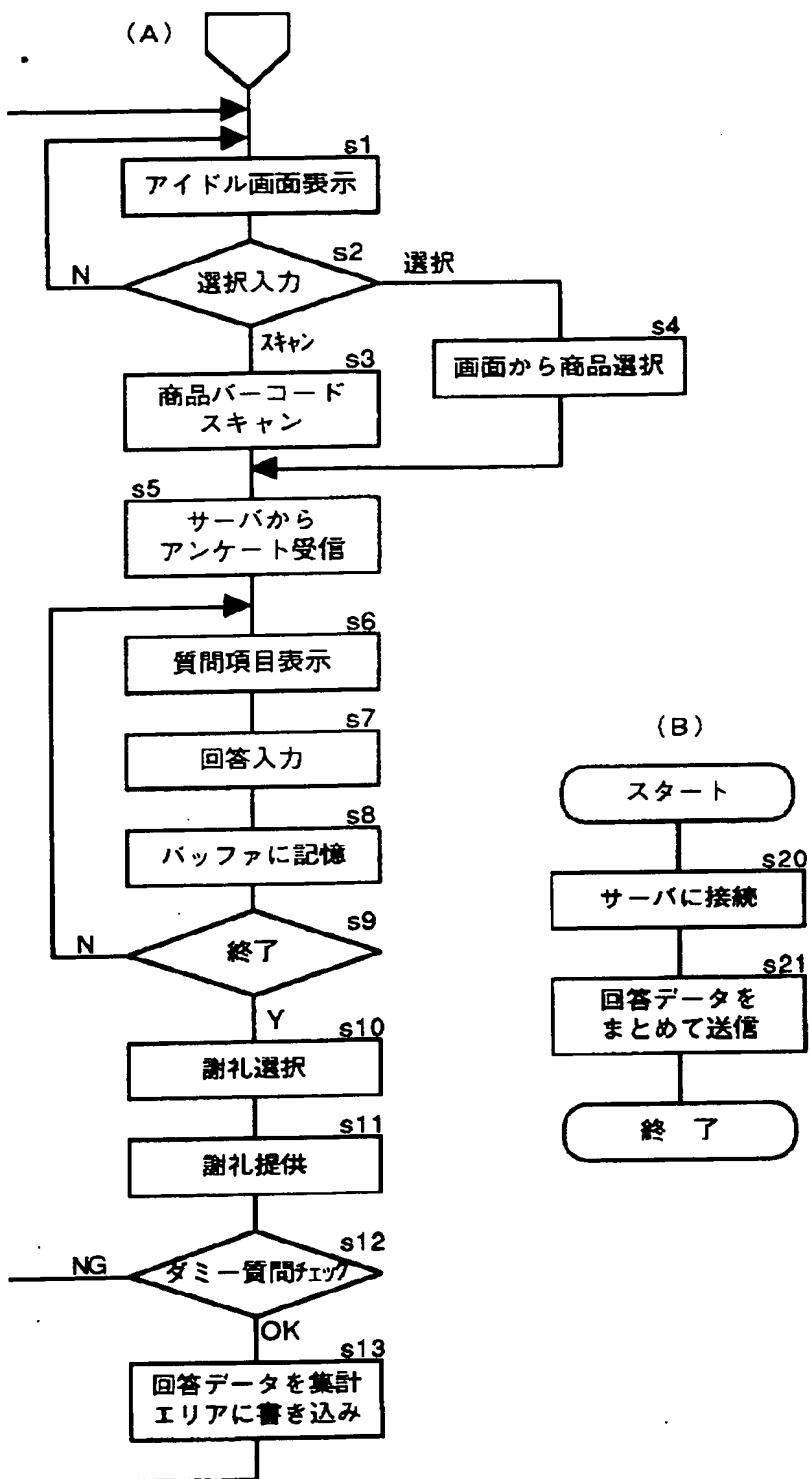 (A)
s1
アイドル画面表示
s2
選択入力
N
選択
スキャン
s3
商品バーコード
スキャン
s4
画面から商品選択
s5
サーバから
アンケート受信
s6
質問項目表示
s7
回答入力
s8
バッファに記憶
s9
終了
N
Y
s10
謝礼選択
s11
謝礼提供
s12
ダミー質問チェック
NG
OK
s13
回答データを集計
エリアに書き込み
(B)
スタート
s20
サーバに接続
s21
回答データを
まとめて送信
終 了